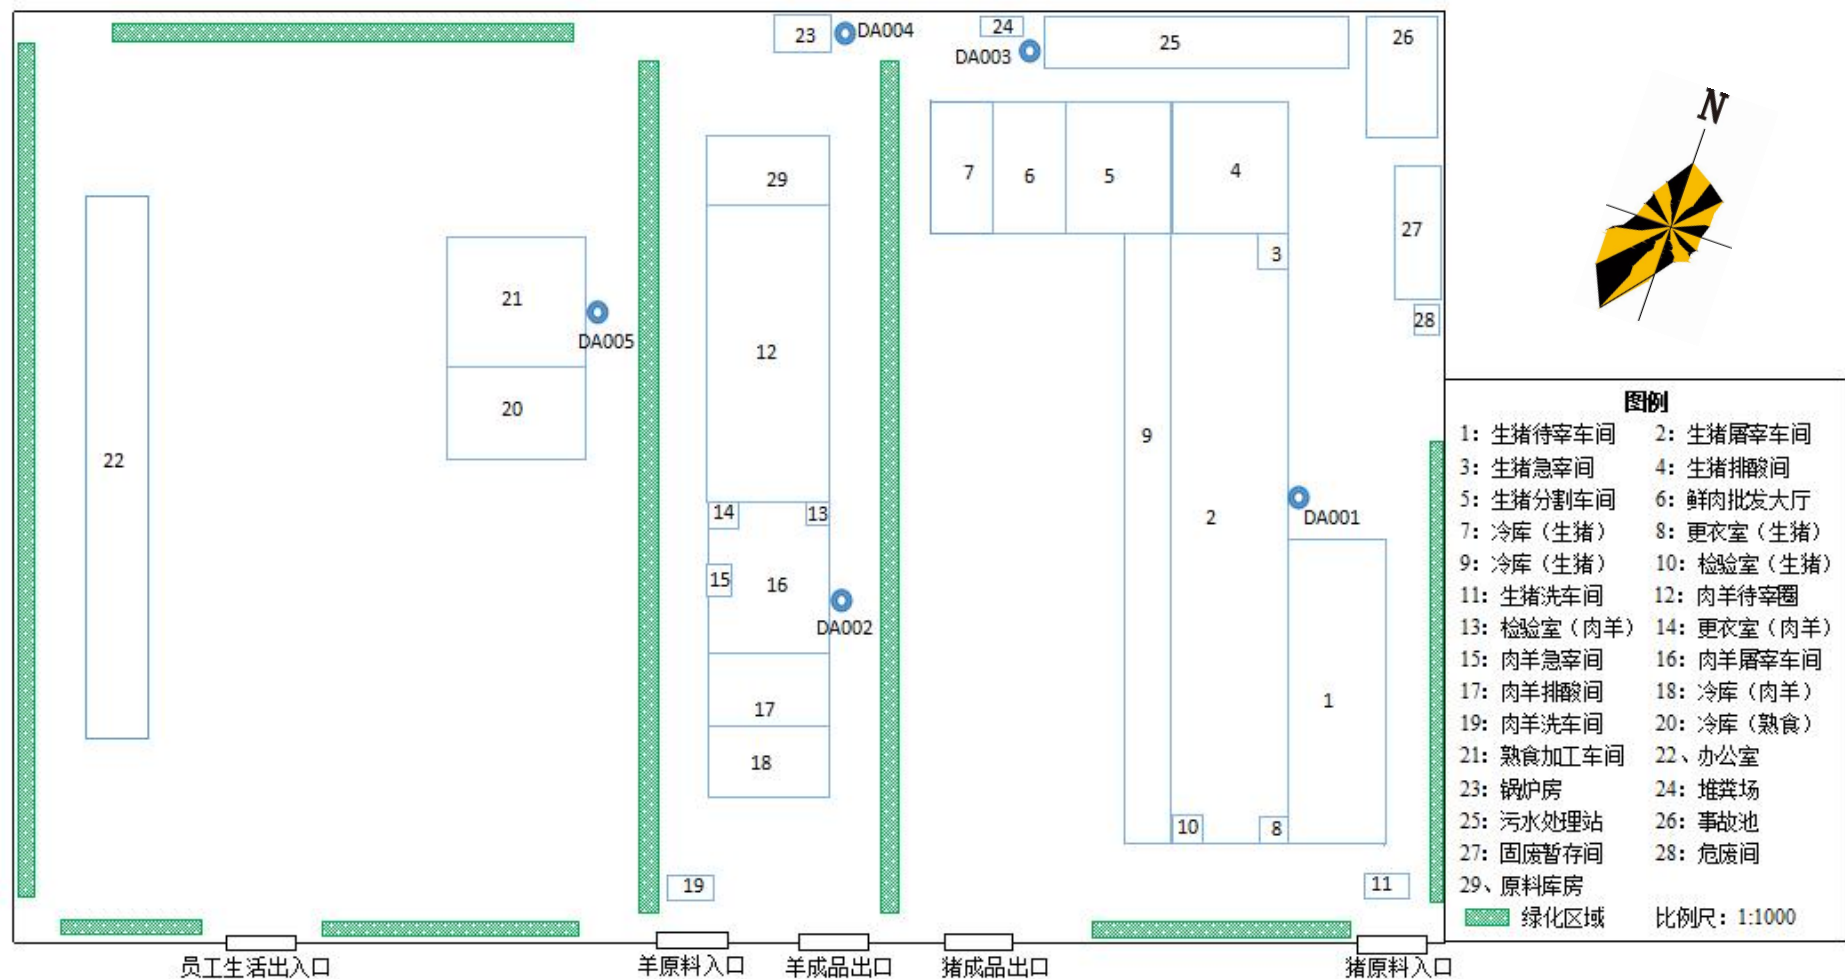 23
DA004
24
DA003
25
26
N
29
7
6
5
4
3
27
28
21
DA005
20
22
12
14
13
15
16
DA002
17
18
19
9
2
DA001
1
10
8
11
图例
1：生猪待宰车间 2：生猪屠宰车间
3：生猪急宰间 4：生猪排酸间
5：生猪分割车间 6：鲜肉批发大厅
7：冷库（生猪） 8：更衣室（生猪）
9：冷库（生猪） 10：检验室（生猪）
11：生猪洗车间 12：肉羊待宰圈
13：检验室（肉羊） 14：更衣室（肉羊）
15：肉羊急宰间 16：肉羊屠宰车间
17：肉羊排酸间 18：冷库（肉羊）
19：肉羊洗车间 20：冷库（熟食）
21：熟食加工车间 22、办公室
23：锅炉房 24：堆粪场
25：污水处理站 26：事故池
27：固废暂存间 28：危废间
29、原料库房
绿化区域 比例尺：1:1000
员工生活出入口
羊原料入口
羊成品出口
猪成品出口
猪原料入口